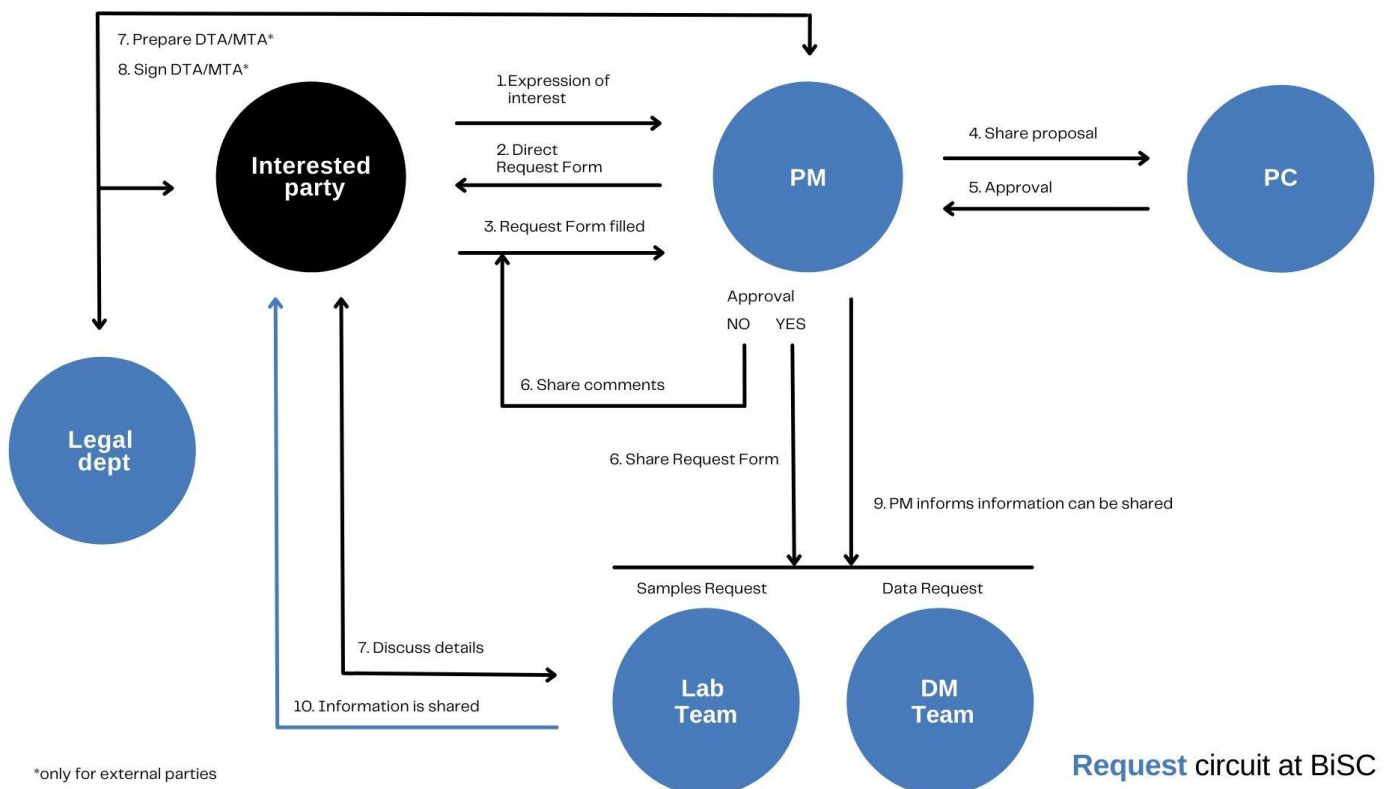 7. Prepare DTA/MTA*
8. Sign DTA/MTA*
Interested
party
1.Expression of
interest
2. Direct
Request Form
3. Request Form filled
PM
4. Share proposal
5. Approval
PC
Approval
NO YES
6. Share comments
Legal
dept
6. Share Request Form
9. PM informs information can be shared
Samples Request
Data Request
7. Discuss details
10. Information is shared
Lab
Team
DM
Team
*only for external parties
Request circuit at BiSC